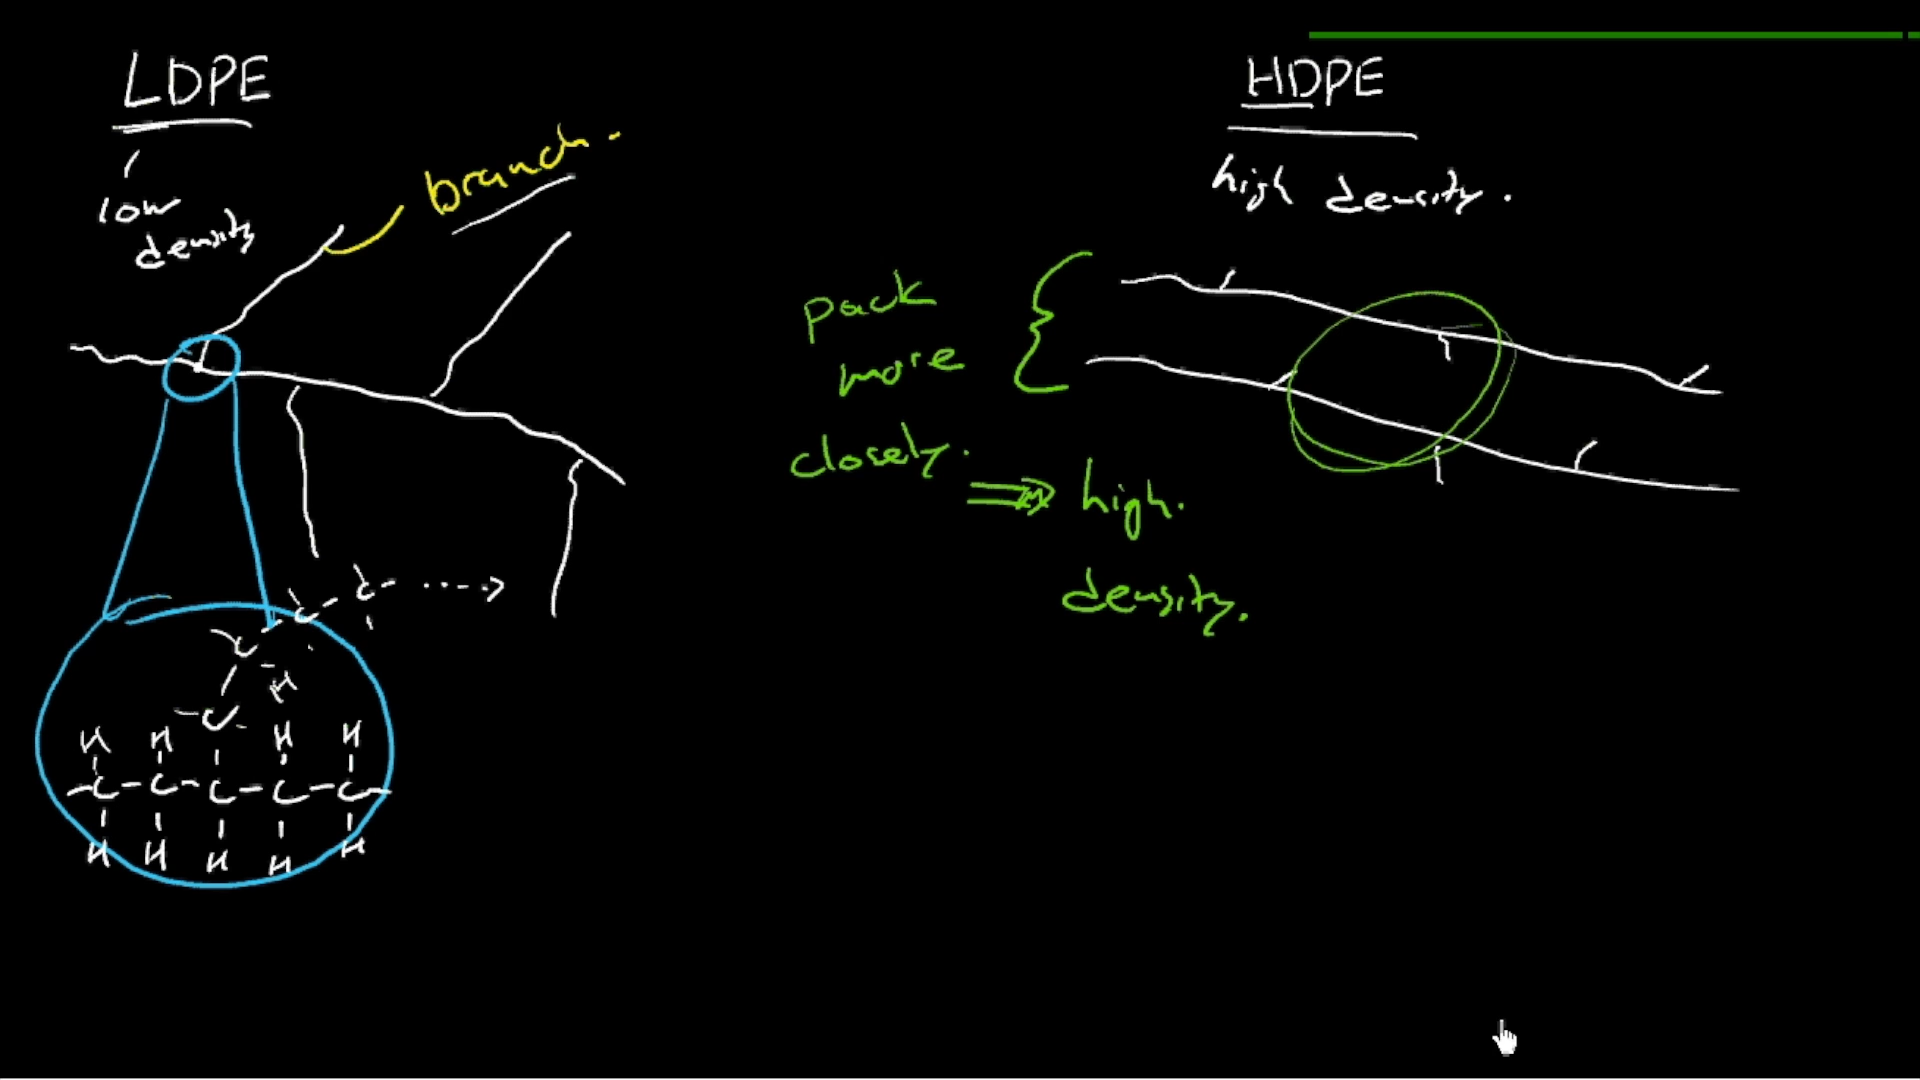 LDPE
low
density
branch.
HDPE
high density.
pack
more
closely.
⇒ high.
density.
C - C - ....->
C
H
- C -
H H H H
- C - C - C - C - C -
H H H H H